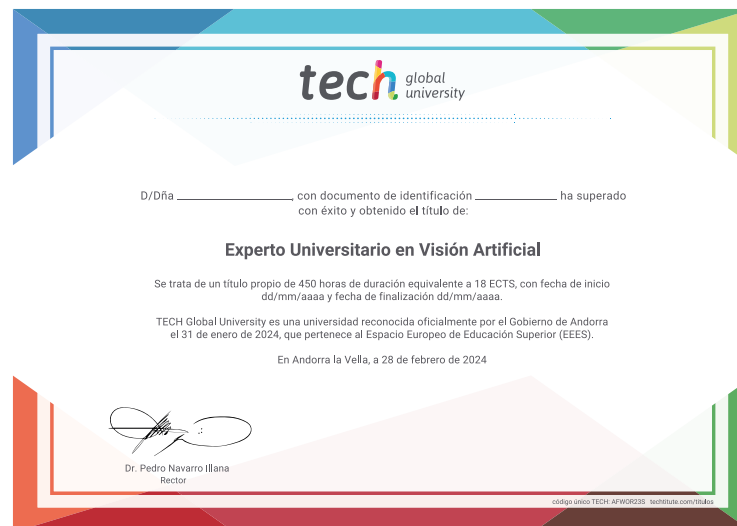 tech global university
D/Dña ____________, con documento de identificación ____________ ha superado
con éxito y obtenido el título de:
Experto Universitario en Visión Artificial
Se trata de un título propio de 450 horas de duración equivalente a 18 ECTS, con fecha de inicio
dd/mm/aaaa y fecha de finalización dd/mm/aaaa.
TECH Global University es una universidad reconocida oficialmente por el Gobierno de Andorra
el 31 de enero de 2024, que pertenece al Espacio Europeo de Educación Superior (EEES).
En Andorra la Vella, a 28 de febrero de 2024
Dr. Pedro Navarro Illana
Rector
código único TECH: AFWOR23S techtitute.com/titulos